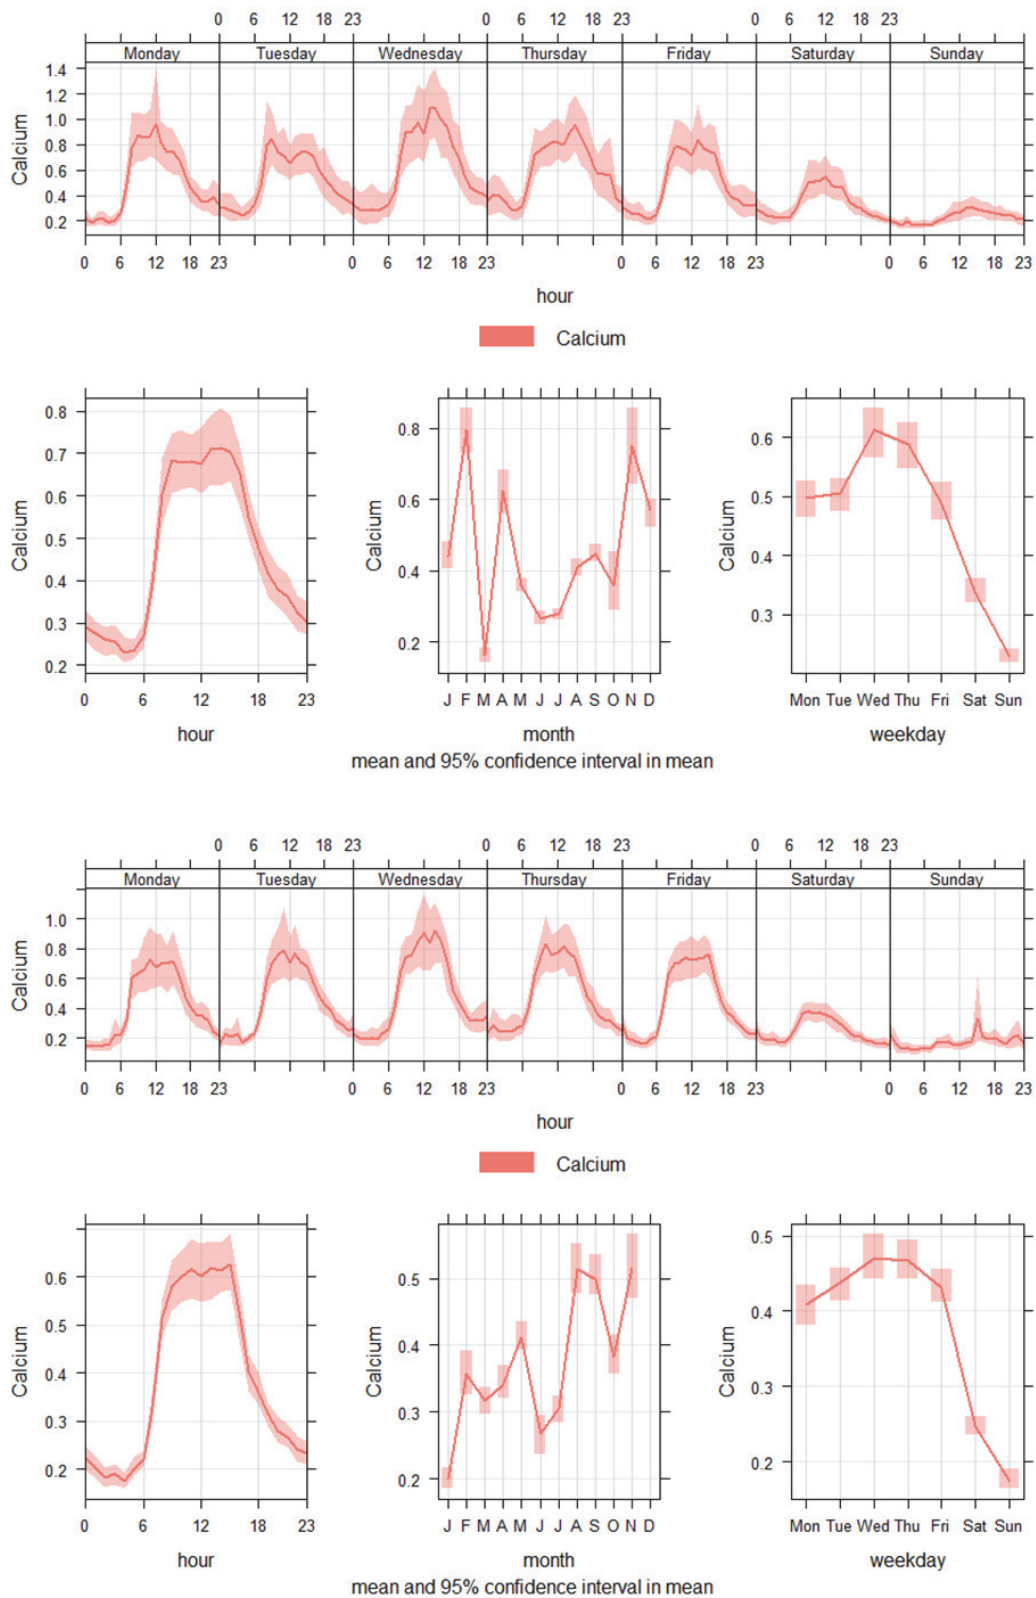 0 6 12 18 23 0 6 12 18 23 0 6 12 18 23
Monday Tuesday Wednesday Thursday Friday Saturday Sunday
1.4
1.2
1.0
0.8
0.6
0.4
0.2
Calcium
0 6 12 18 23 0 6 12 18 23 0 6 12 18 23 0 6 12 18 23
hour
Calcium
0.8
0.7
0.6
0.5
0.4
0.3
0.2
Calcium
0 6 12 18 23
hour
0.8
0.6
0.4
0.2
Calcium
J F M A M J J A S O N D
month
0.6
0.5
0.4
0.3
Calcium
Mon Tue Wed Thu Fri Sat Sun
weekday
mean and 95% confidence interval in mean
0 6 12 18 23 0 6 12 18 23 0 6 12 18 23
Monday Tuesday Wednesday Thursday Friday Saturday Sunday
1.0
0.8
0.6
0.4
0.2
Calcium
0 6 12 18 23 0 6 12 18 23 0 6 12 18 23 0 6 12 18 23
hour
Calcium
0.6
0.5
0.4
0.3
0.2
Calcium
0 6 12 18 23
hour
0.5
0.4
0.3
0.2
Calcium
J F M A M J J A S O N D
month
0.5
0.4
0.3
0.2
Calcium
Mon Tue Wed Thu Fri Sat Sun
weekday
mean and 95% confidence interval in mean